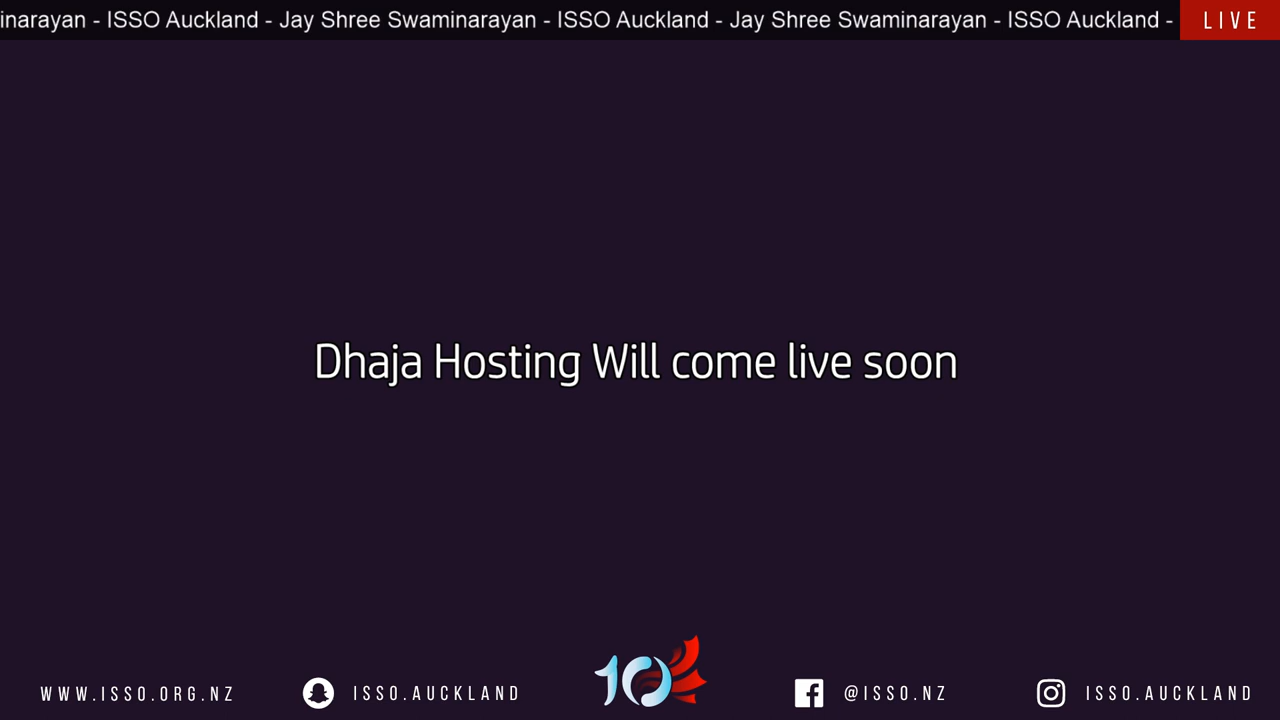 inarayan - ISSO Auckland - Jay Shree Swaminarayan - ISSO Auckland - Jay Shree Swaminarayan - ISSO Auckland -
LIVE
Dhaja Hosting Will come live soon
10
WWW.ISSO.ORG.NZ
ISSO.AUCKLAND
@ISSO.NZ
ISSO.AUCKLAND